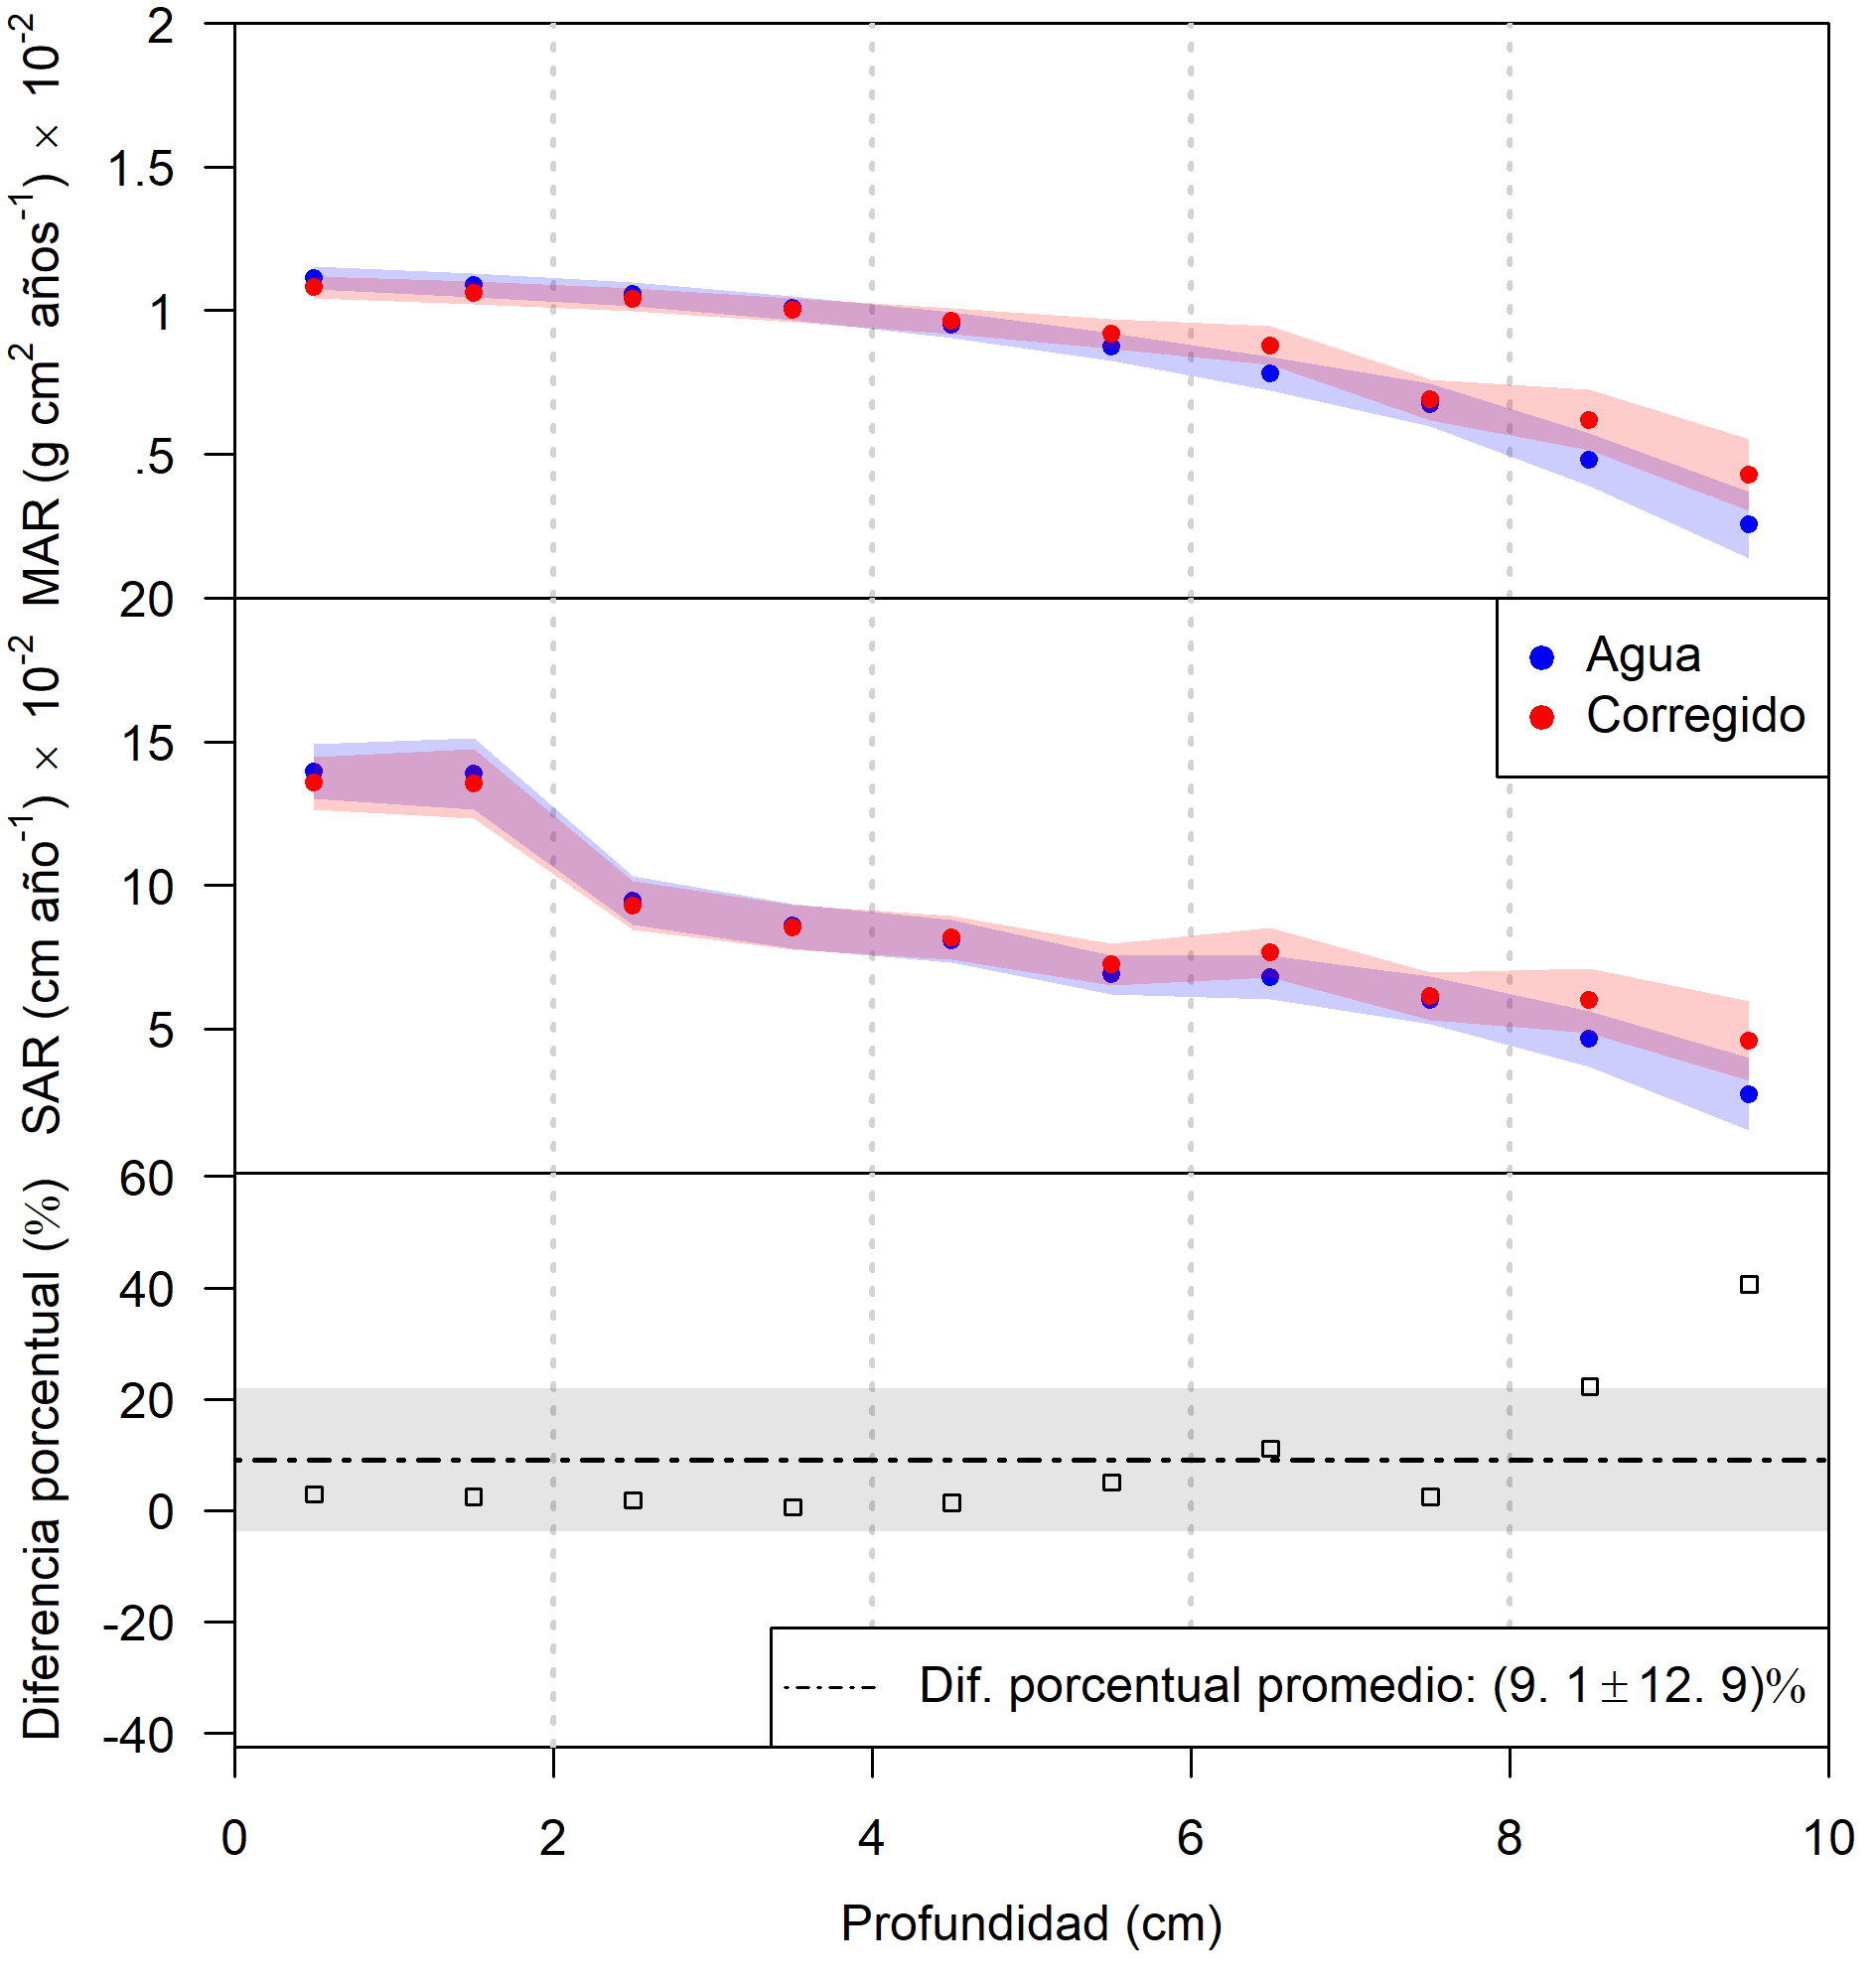 MAR (g cm² años⁻¹) × 10⁻²
2
1.5
1
.5
20
SAR (cm año⁻¹) × 10⁻²
15
10
5
Agua
Corregido
Diferencia porcentual (%)
60
40
20
0
-20
-40
Dif. porcentual promedio: (9. 1±12. 9)%
0 2 4 6 8 10
Profundidad (cm)